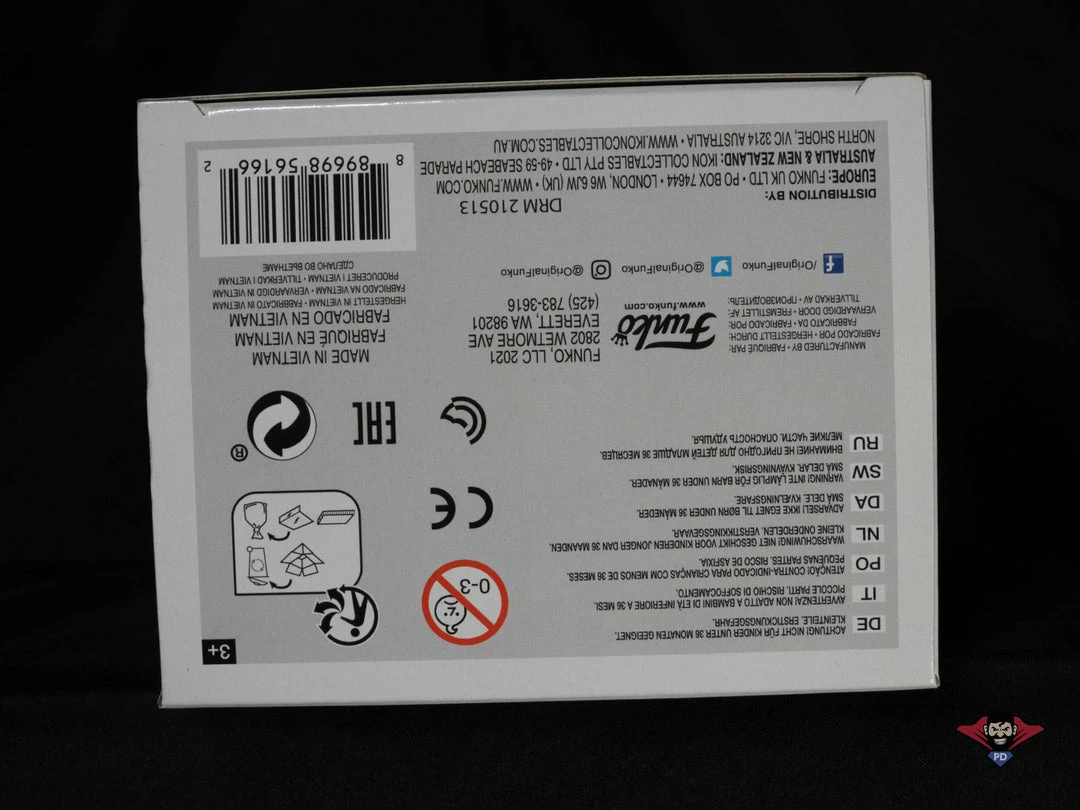 3+
DE
ACHTUNG! NICHT FÜR KINDER UNTER 36 MONATEN GEEIGNET.
KLEINTEILE. ERSTICKUNGSGEFAHR.
IT
AVVERTENZA! NON ADATTO A BAMBINI DI ETÀ INFERIORE A 36 MESI.
PICCOLE PARTI. RISCHIO DI SOFFOCAMENTO.
PO
ATENÇÃO! CONTRA-INDICADO PARA CRIANÇAS COM MENOS DE 36 MESES.
PEQUENAS PARTES. RISCO DE ASFIXIA.
NL
WAARSCHUWING! NIET GESCHIKT VOOR KINDEREN JONGER DAN 36 MAANDEN.
KLEINE ONDERDELEN. VERSTIKKINGSGEVAAR.
DA
ADVARSEL! IKKE EGNET TIL BØRN UNDER 36 MÅNEDER.
SMÅ DELE. KVÆLNINGSFARE.
SW
VARNING! INTE LÄMPLIG FÖR BARN UNDER 36 MÅNADER.
SMÅ DELAR. KVÄVNINGSRISK.
RU
ВНИМАНИЕ! НЕ ПРИГОДНО ДЛЯ ДЕТЕЙ МЛАДШЕ 36 МЕСЯЦЕВ.
МЕЛКИЕ ЧАСТИ. ОПАСНОСТЬ УДУШЬЯ.
0-3
CE
EAC
®
MANUFACTURED BY • FABRIQUÉ PAR:
FABRICADO POR • HERGESTELLT DURCH:
FABRICATO DA • FABRICADO POR:
VERVAARDIGD DOOR • FREMSTILLET AF:
TILLVERKAD AV • ПРОИЗВОДИТЕЛЬ:
Funko
www.funko.com
FUNKO, LLC 2021
2802 WETMORE AVE
EVERETT, WA 98201
(425) 783-3616
MADE IN VIETNAM
FABRIQUÉ EN VIETNAM
FABRICADO EN VIETNAM
HERGESTELLT IN VIETNAM • FABBRICATO IN VIETNAM
FABRICADO NA VIETNAM • VERVAARDIGD IN VIETNAM
PRODUCERET I VIETNAM • TILLVERKAD I VIETNAM
СДЕЛАНО ВО ВЬЕТНАМЕ
/OriginalFunko
@OriginalFunko
@OriginalFunko
DRM 210513
DISTRIBUTION BY:
EUROPE: FUNKO UK LTD • PO BOX 74644 • LONDON, W6 6JW (UK) • WWW.FUNKO.COM
AUSTRALIA & NEW ZEALAND: IKON COLLECTABLES PTY LTD • 49-59 SEABEACH PARADE
NORTH SHORE, VIC 3214 AUSTRALIA • WWW.IKONCOLLECTABLES.COM.AU
8 89698 56166 2
PD